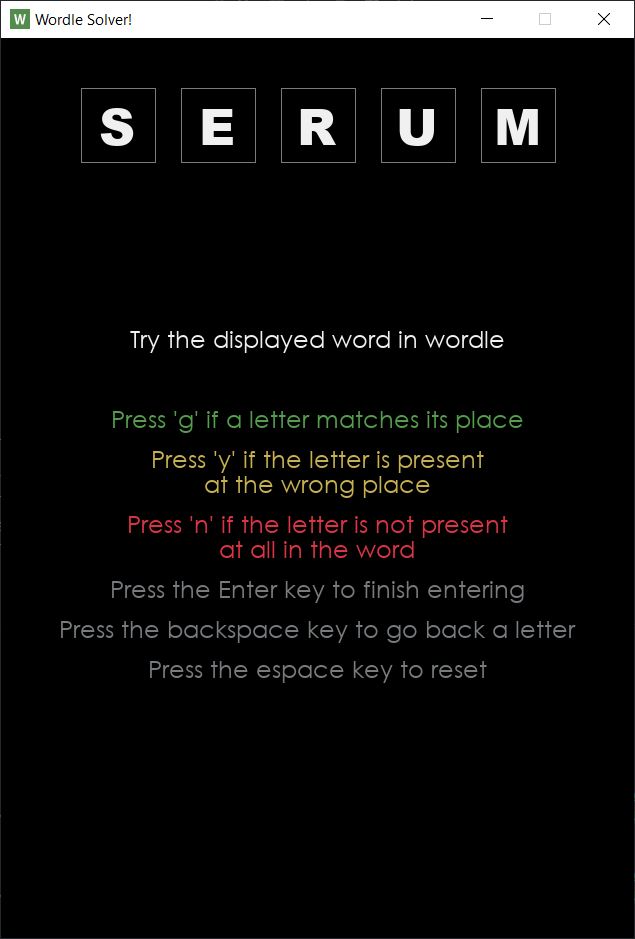 W Wordle Solver!
S E R U M
Try the displayed word in wordle
Press 'g' if a letter matches its place
Press 'y' if the letter is present
at the wrong place
Press 'n' if the letter is not present
at all in the word
Press the Enter key to finish entering
Press the backspace key to go back a letter
Press the espace key to reset